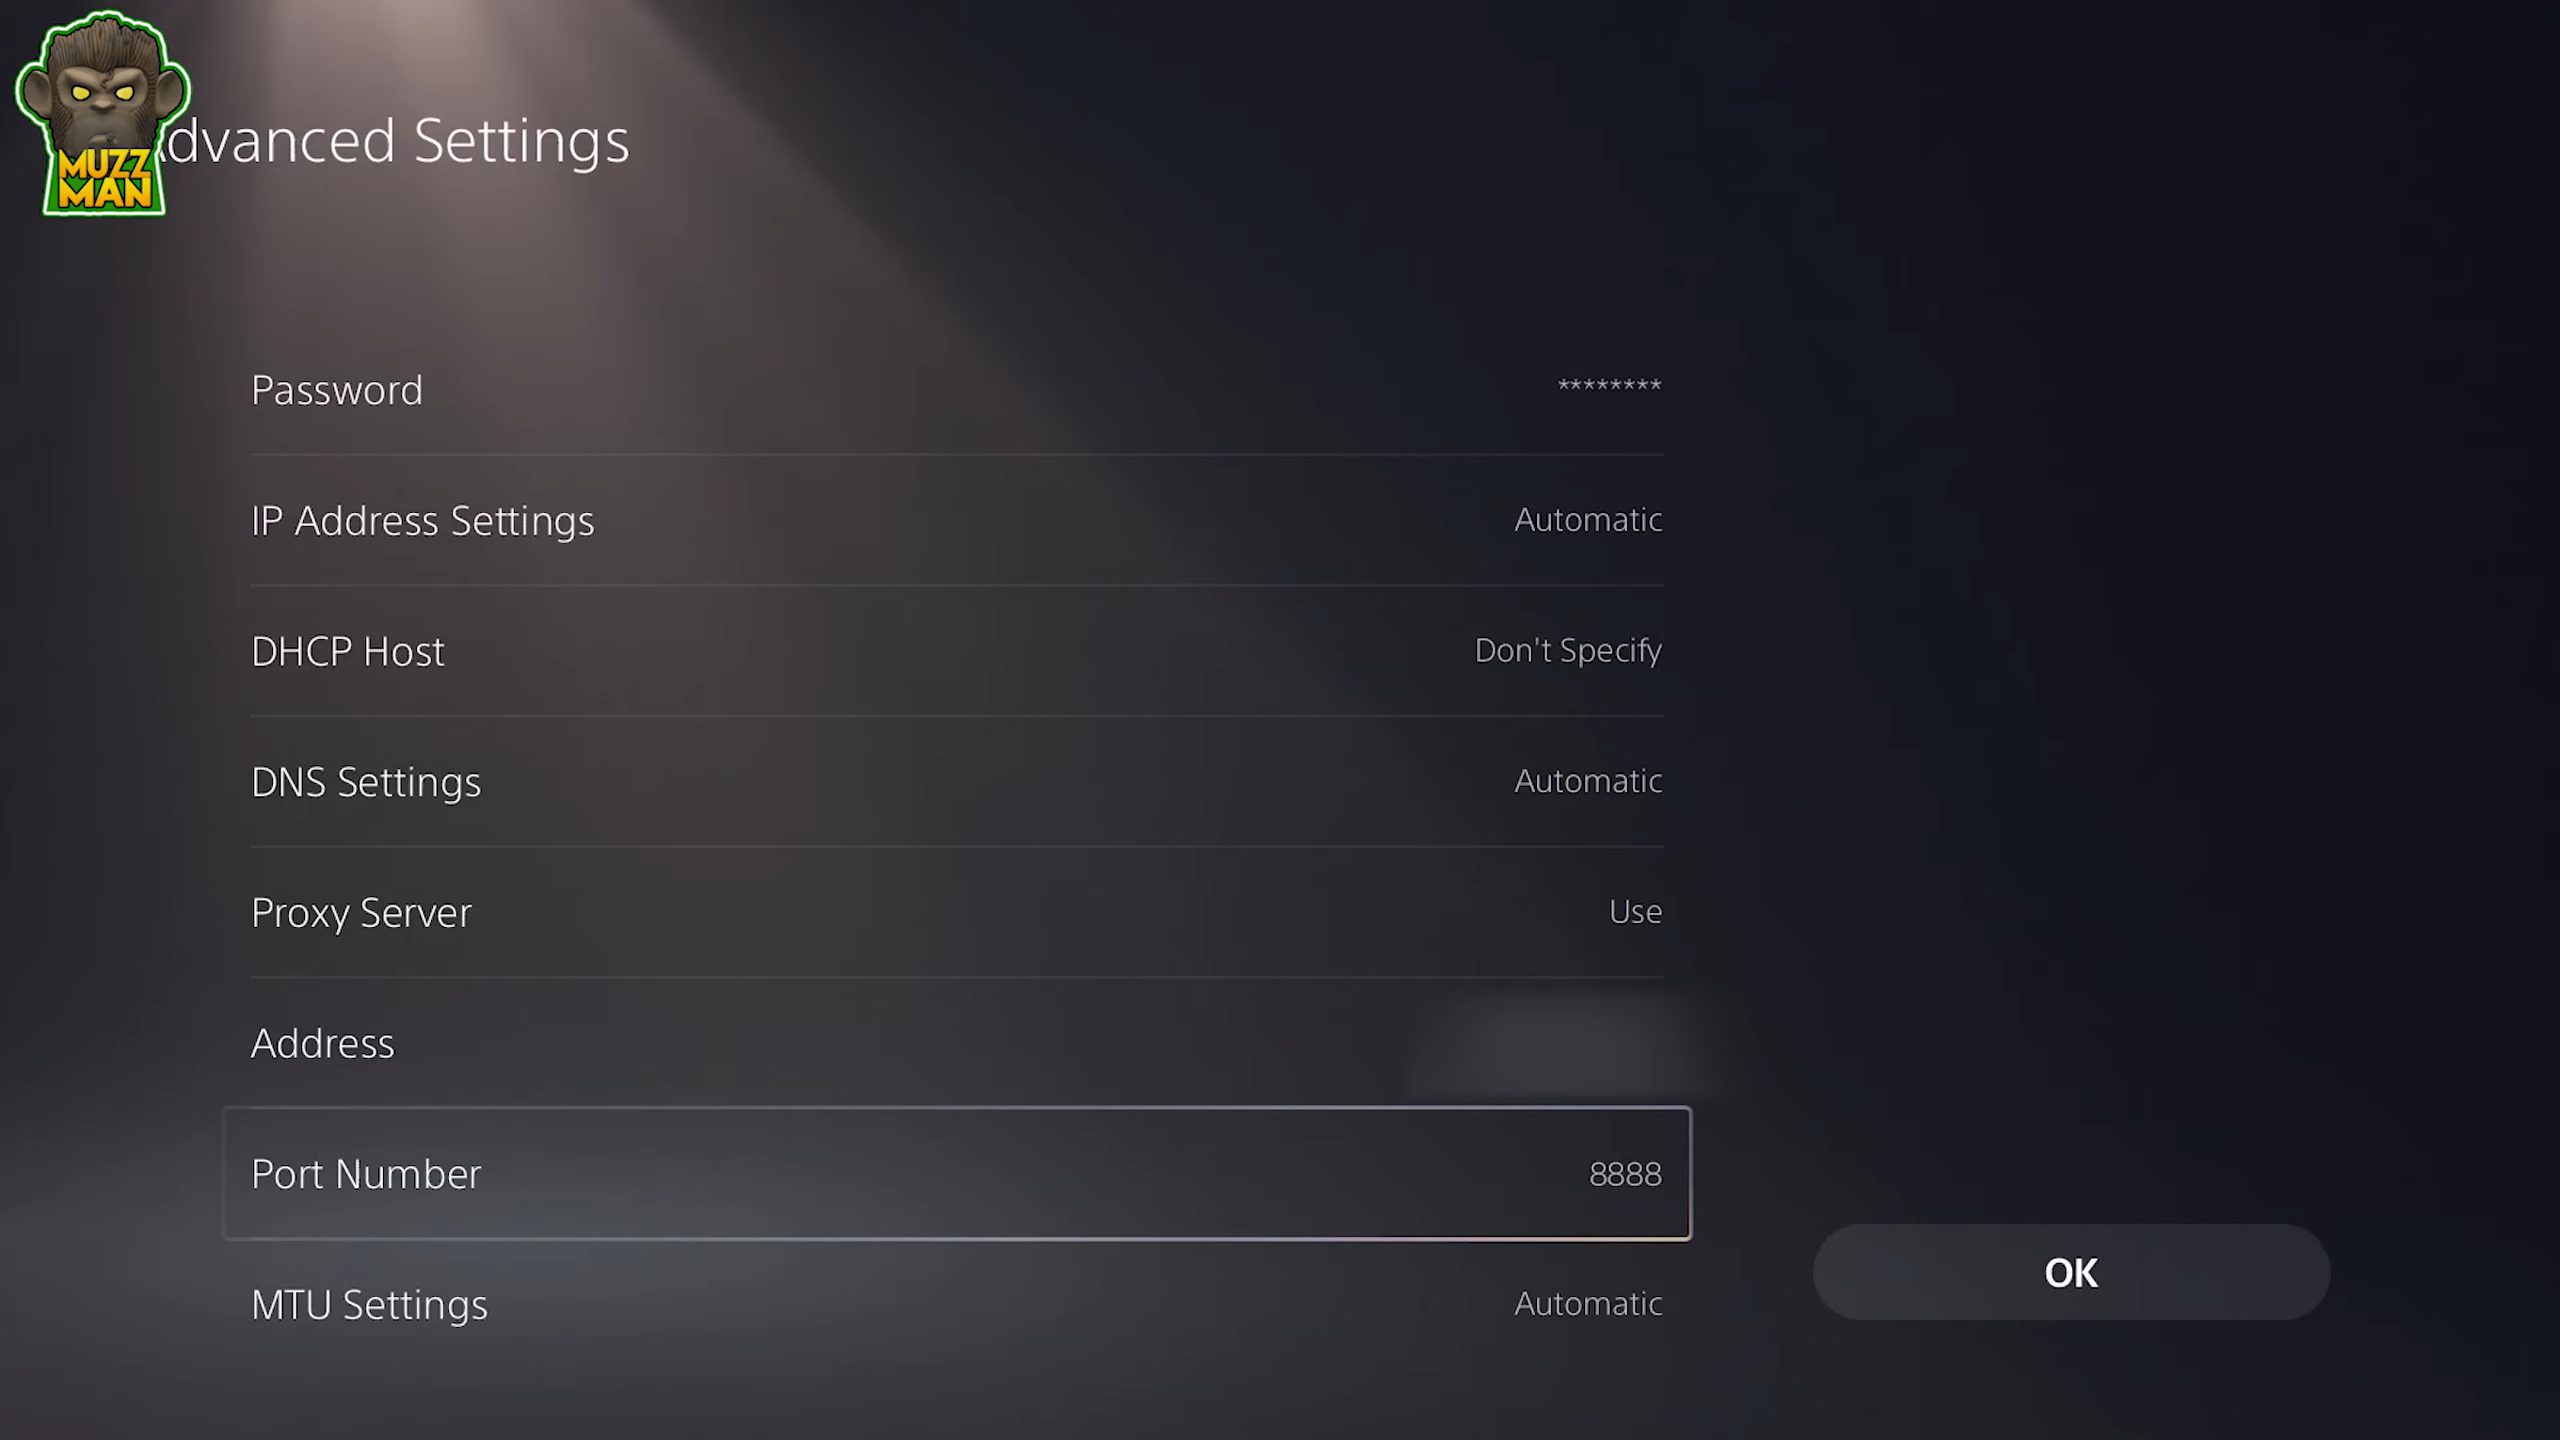 MUZZ
MAN
Advanced Settings
Password ********
IP Address Settings Automatic
DHCP Host Don't Specify
DNS Settings Automatic
Proxy Server Use
Address
Port Number 8888
MTU Settings Automatic
OK